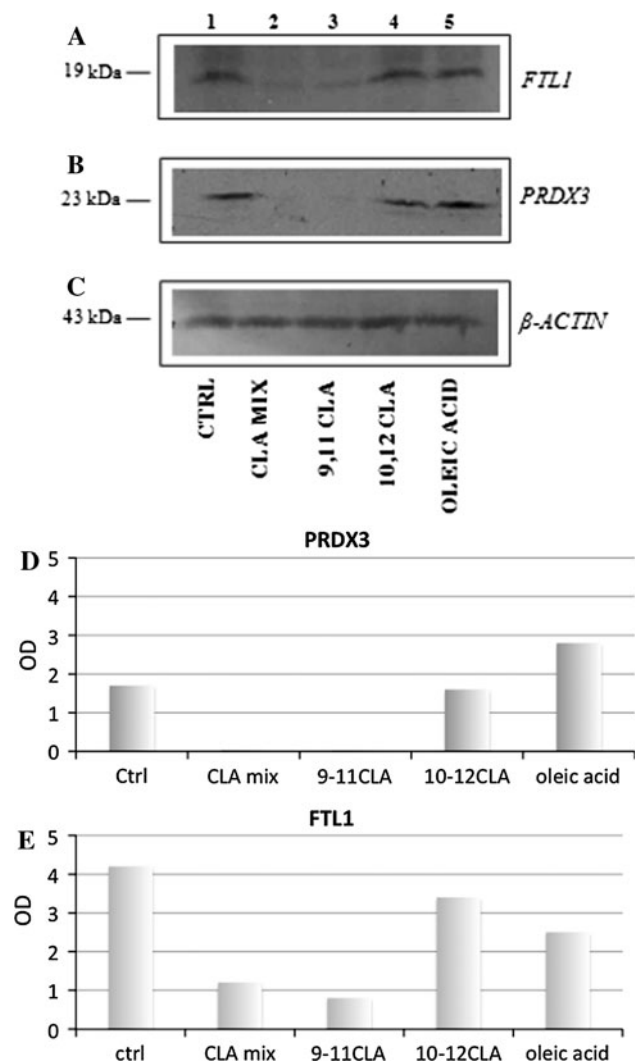 A
1 2 3 4 5
19 kDa
FTL1
B
23 kDa
PRDX3
C
43 kDa
β-ACTIN
CTRL
CLA MIX
9,11 CLA
10,12 CLA
OLEIC ACID
PRDX3
D
5
4
3
2
1
0
OD
Ctrl CLA mix 9-11CLA 10-12CLA oleic acid
FTL1
E
5
4
3
2
1
0
OD
ctrl CLA mix 9-11CLA 10-12CLA oleic acid